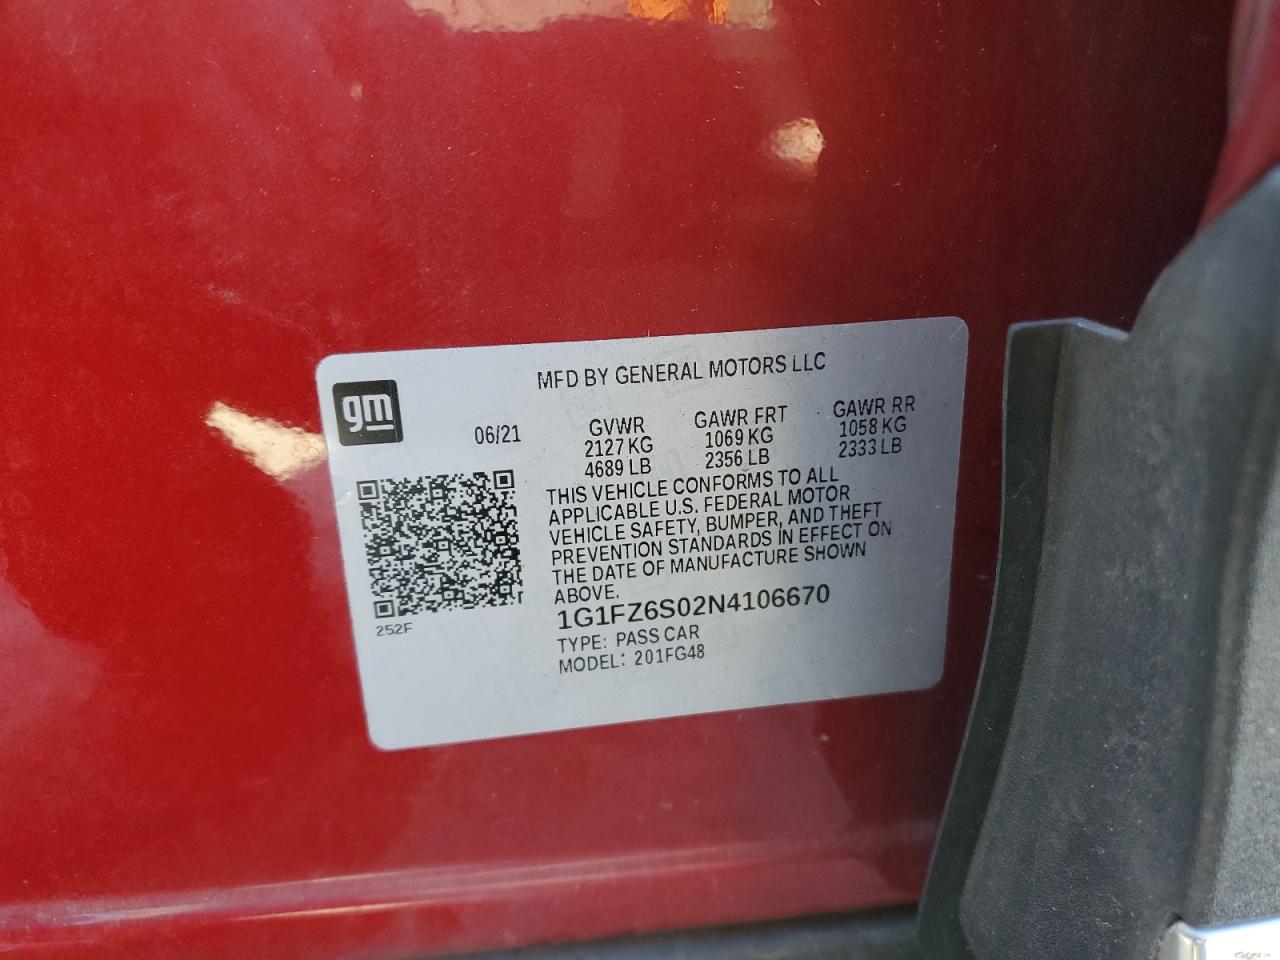 MFD BY GENERAL MOTORS LLC
gm
06/21
GVWR GAWR FRT GAWR RR
2127 KG 1069 KG 1058 KG
4689 LB 2356 LB 2333 LB
THIS VEHICLE CONFORMS TO ALL
APPLICABLE U.S. FEDERAL MOTOR
VEHICLE SAFETY, BUMPER, AND THEFT
PREVENTION STANDARDS IN EFFECT ON
THE DATE OF MANUFACTURE SHOWN
ABOVE.
1G1FZ6S02N4106670
TYPE: PASS CAR
MODEL: 201FG48
252F